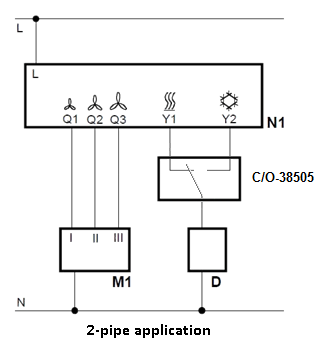 L
L
Q1 Q2 Q3 Y1 Y2
N1
C/O-38505
I II III
M1 D
N
2-pipe application